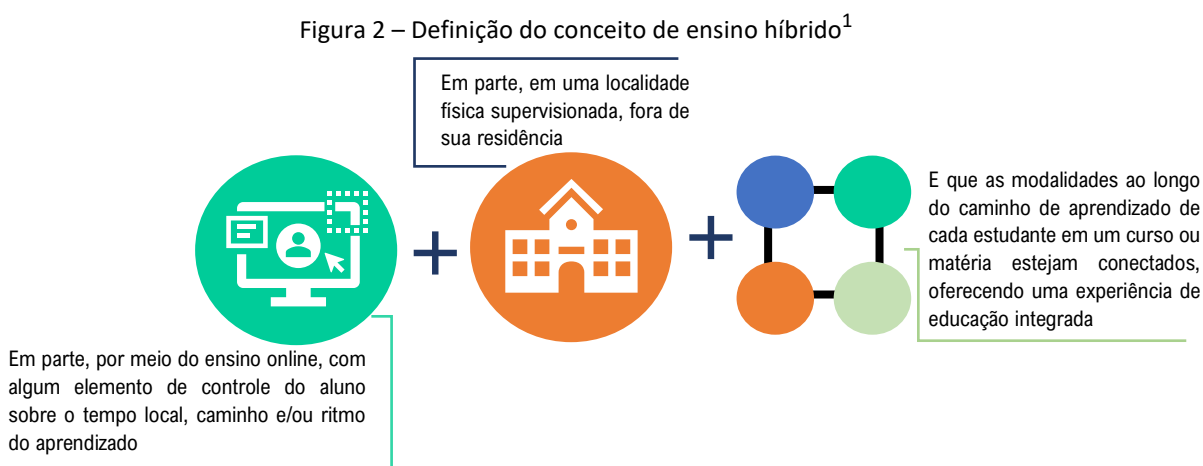 Figura 2 – Definição do conceito de ensino híbrido1
Em parte, em uma localidade
física supervisionada, fora de
sua residência
E que as modalidades ao longo
do caminho de aprendizado de
cada estudante em um curso ou
matéria estejam conectados,
oferecendo uma experiência de
educação integrada
Em parte, por meio do ensino online, com
algum elemento de controle do aluno
sobre o tempo local, caminho e/ou ritmo
do aprendizado